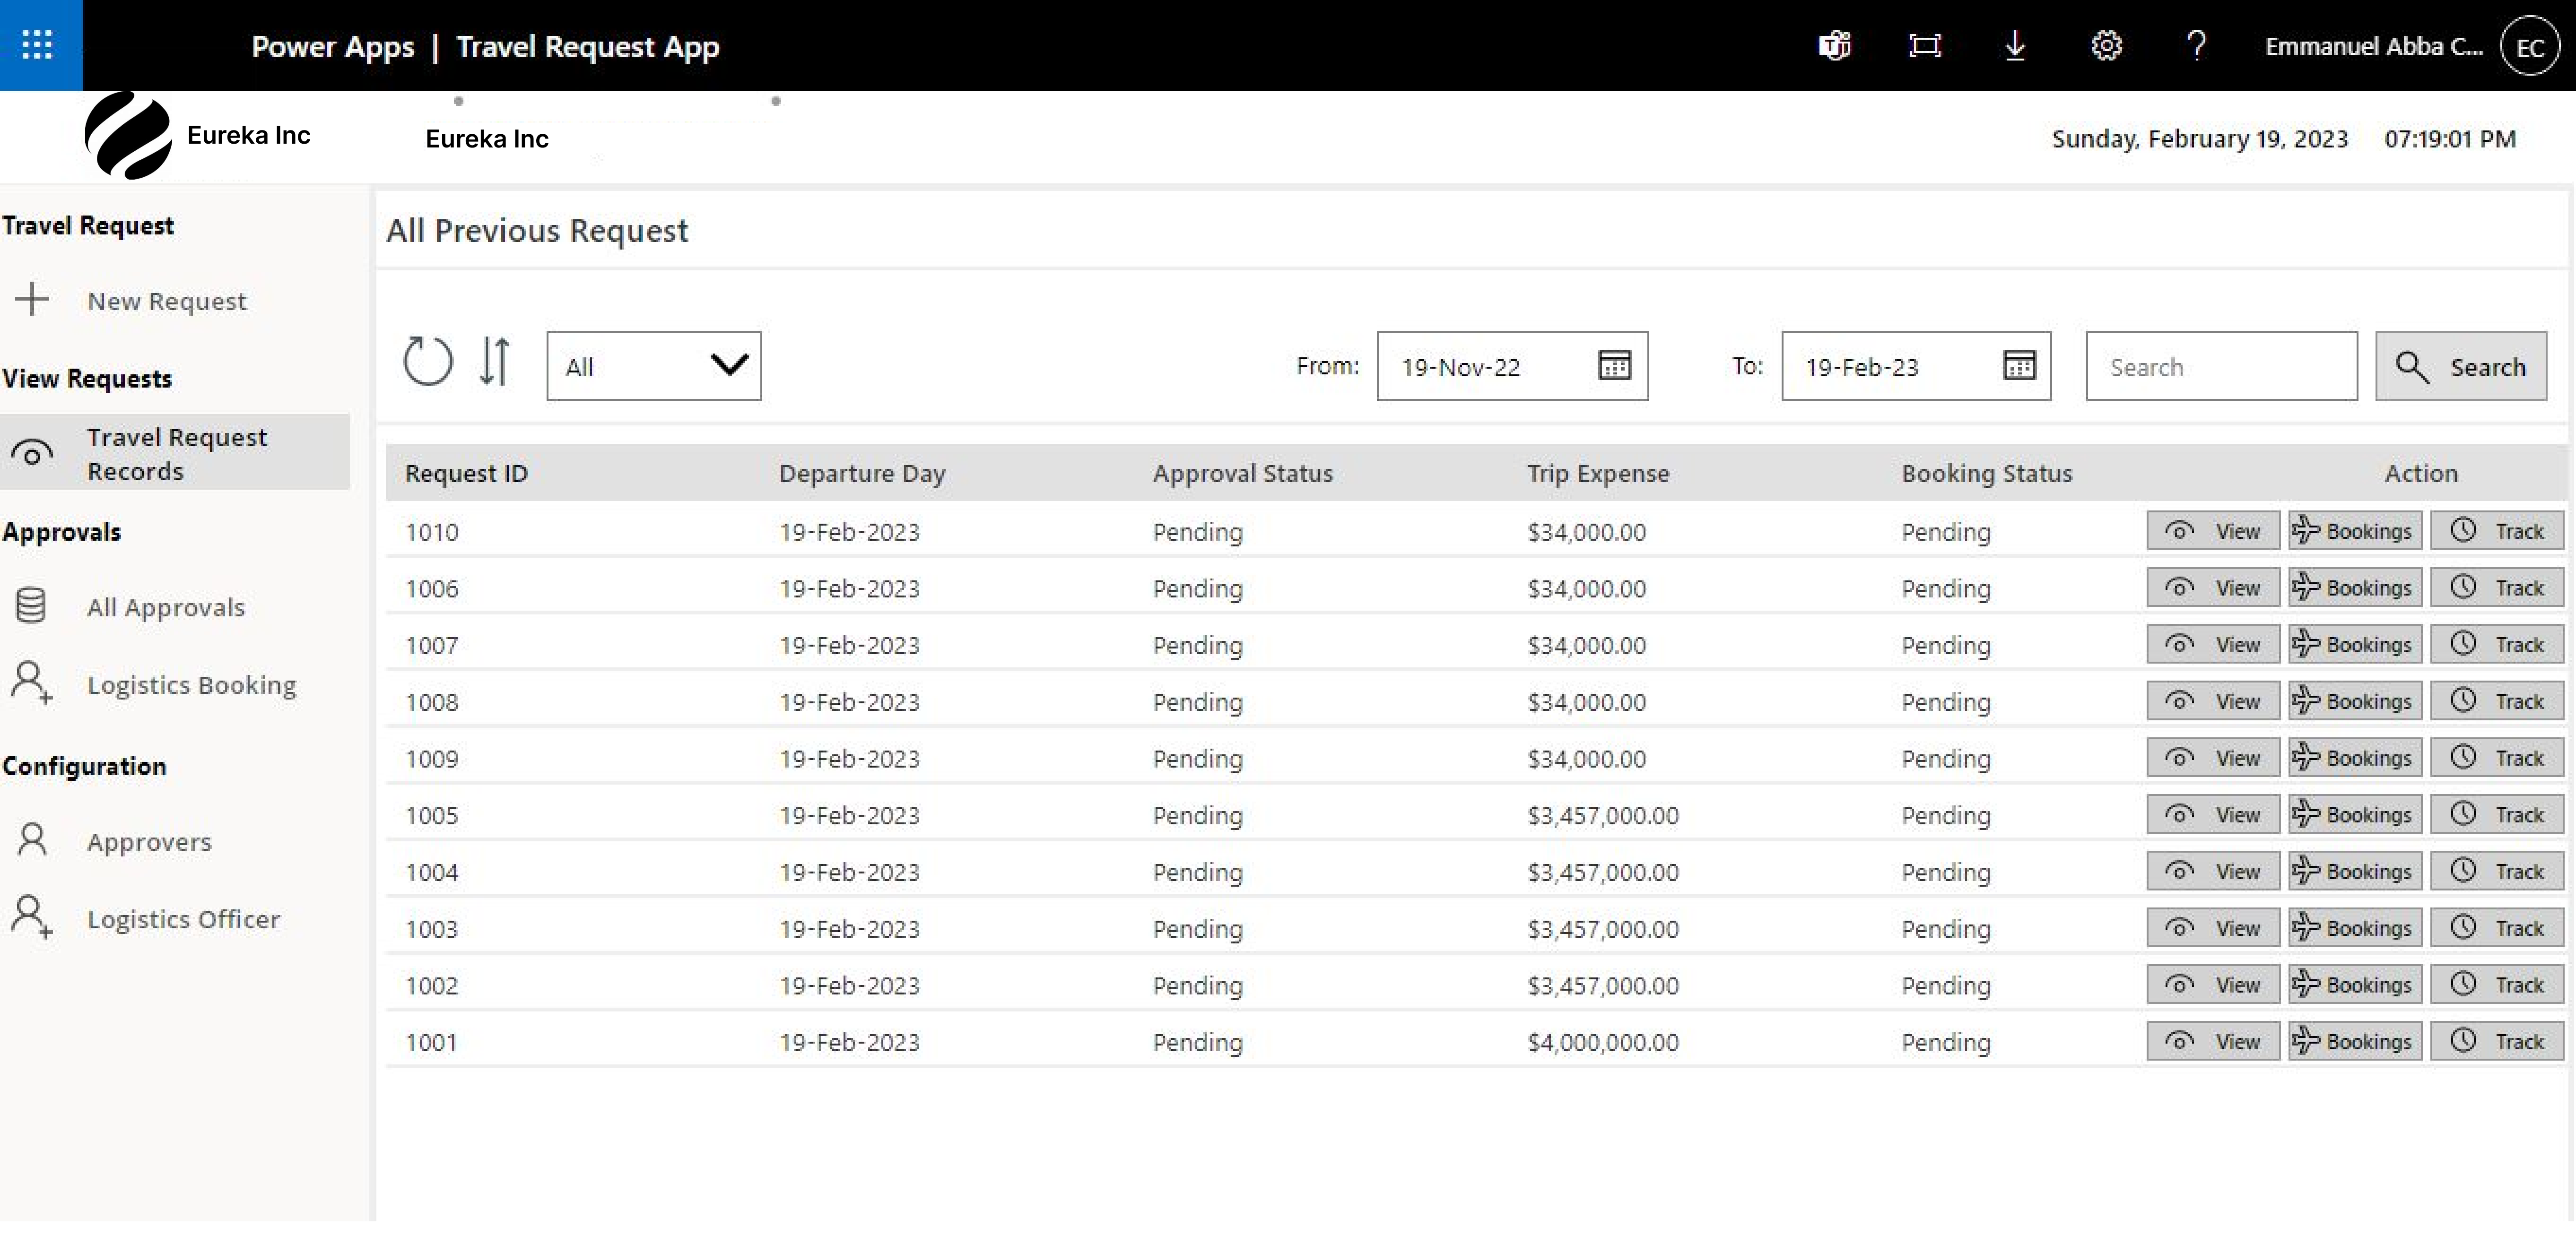 Power Apps | Travel Request App
Emmanuel Abba C...
EC
Eureka Inc
Eureka Inc
Sunday, February 19, 2023 07:19:01 PM
Travel Request
New Request
View Requests
Travel Request
Records
Approvals
All Approvals
Logistics Booking
Configuration
Approvers
Logistics Officer
All Previous Request
All From: 19-Nov-22 To: 19-Feb-23 Search Search
Request ID Departure Day Approval Status Trip Expense Booking Status Action
1010 19-Feb-2023 Pending $34,000.00 Pending View Bookings Track
1006 19-Feb-2023 Pending $34,000.00 Pending View Bookings Track
1007 19-Feb-2023 Pending $34,000.00 Pending View Bookings Track
1008 19-Feb-2023 Pending $34,000.00 Pending View Bookings Track
1009 19-Feb-2023 Pending $34,000.00 Pending View Bookings Track
1005 19-Feb-2023 Pending $3,457,000.00 Pending View Bookings Track
1004 19-Feb-2023 Pending $3,457,000.00 Pending View Bookings Track
1003 19-Feb-2023 Pending $3,457,000.00 Pending View Bookings Track
1002 19-Feb-2023 Pending $3,457,000.00 Pending View Bookings Track
1001 19-Feb-2023 Pending $4,000,000.00 Pending View Bookings Track